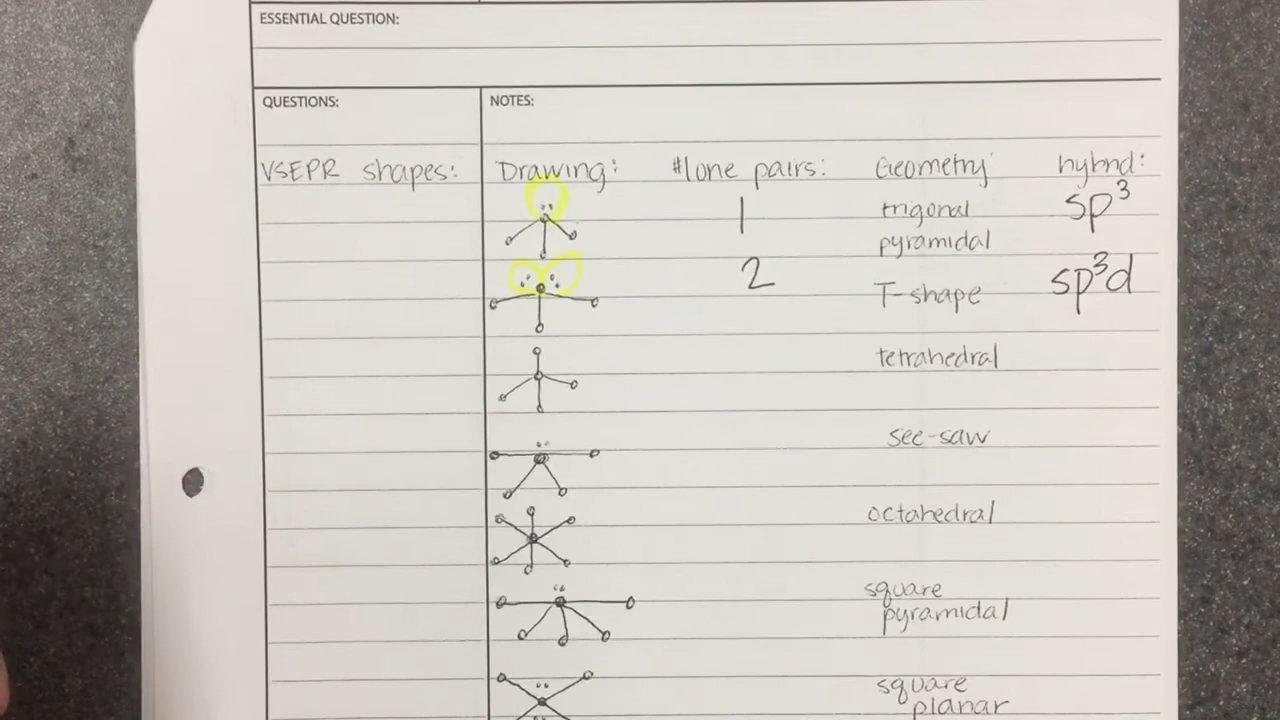 ESSENTIAL QUESTION:
QUESTIONS: NOTES:
VSEPR shapes: Drawing: #lone pairs: Geometry hybrid:
1 trigonal sp³
pyramidal
2 T-shape sp³d
tetrahedral
see-saw
octahedral
square
pyramidal
square
planar